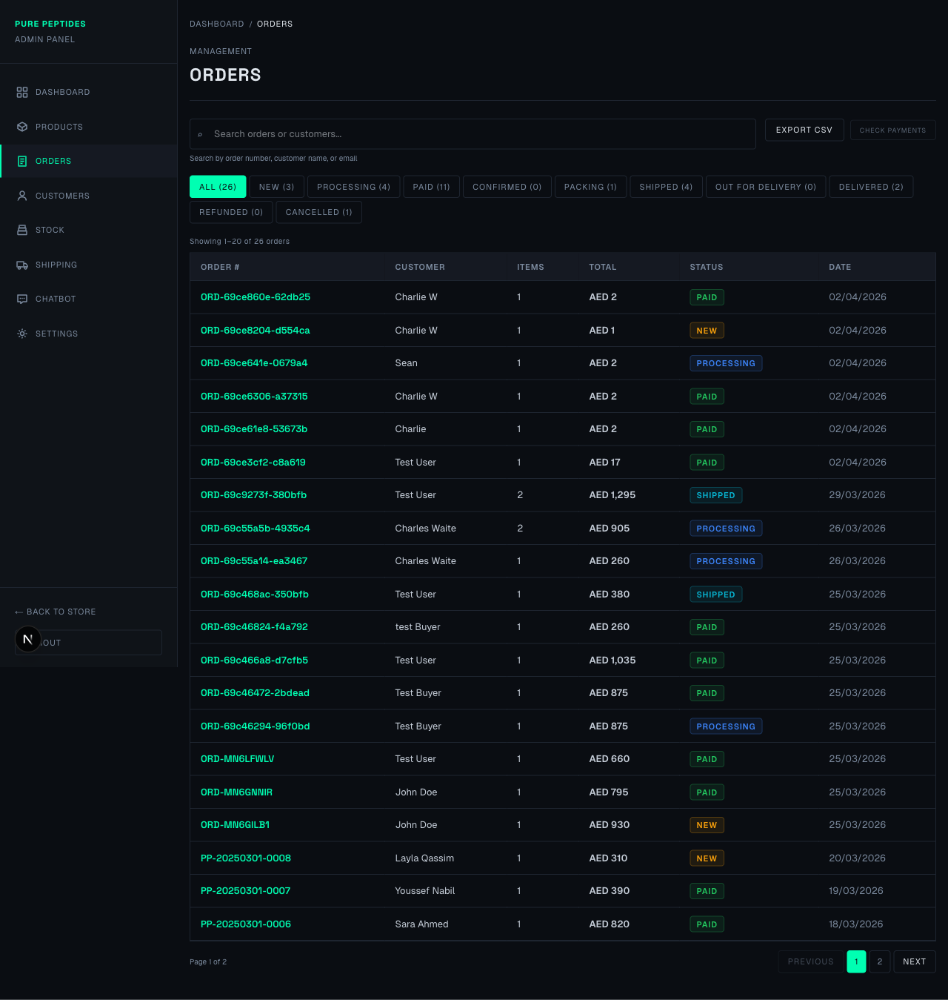 PURE PEPTIDES
ADMIN PANEL
DASHBOARD
PRODUCTS
ORDERS
CUSTOMERS
STOCK
SHIPPING
CHATBOT
SETTINGS
← BACK TO STORE
N
OUT
DASHBOARD / ORDERS
MANAGEMENT
ORDERS
Search orders or customers...
EXPORT CSV
CHECK PAYMENTS
Search by order number, customer name, or email
ALL (26) NEW (3) PROCESSING (4) PAID (11) CONFIRMED (0) PACKING (1) SHIPPED (4) OUT FOR DELIVERY (0) DELIVERED (2)
REFUNDED (0) CANCELLED (1)
Showing 1–20 of 26 orders
ORDER # CUSTOMER ITEMS TOTAL STATUS DATE
ORD-69ce860e-62db25 Charlie W 1 AED 2 PAID 02/04/2026
ORD-69ce8204-d554ca Charlie W 1 AED 1 NEW 02/04/2026
ORD-69ce641e-0679a4 Sean 1 AED 2 PROCESSING 02/04/2026
ORD-69ce6306-a37315 Charlie W 1 AED 2 PAID 02/04/2026
ORD-69ce61e8-53673b Charlie 1 AED 2 PAID 02/04/2026
ORD-69ce3cf2-c8a619 Test User 1 AED 17 PAID 02/04/2026
ORD-69c9273f-380bfb Test User 2 AED 1,295 SHIPPED 29/03/2026
ORD-69c55a5b-4935c4 Charles Waite 2 AED 905 PROCESSING 26/03/2026
ORD-69c55a14-ea3467 Charles Waite 1 AED 260 PROCESSING 26/03/2026
ORD-69c468ac-350bfb Test User 1 AED 380 SHIPPED 25/03/2026
ORD-69c46824-f4a792 test Buyer 1 AED 260 PAID 25/03/2026
ORD-69c466a8-d7cfb5 Test User 1 AED 1,035 PAID 25/03/2026
ORD-69c46472-2bdead Test Buyer 1 AED 875 PAID 25/03/2026
ORD-69c46294-96f0bd Test Buyer 1 AED 875 PROCESSING 25/03/2026
ORD-MN6LFWLV Test User 1 AED 660 PAID 25/03/2026
ORD-MN6GNNIR John Doe 1 AED 795 PAID 25/03/2026
ORD-MN6GILB1 John Doe 1 AED 930 NEW 25/03/2026
PP-20250301-0008 Layla Qassim 1 AED 310 NEW 20/03/2026
PP-20250301-0007 Youssef Nabil 1 AED 390 PAID 19/03/2026
PP-20250301-0006 Sara Ahmed 1 AED 820 PAID 18/03/2026
Page 1 of 2
PREVIOUS 1 2 NEXT